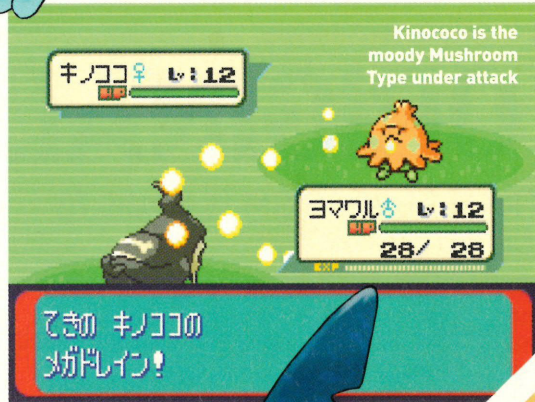 Kinococo is the
moody Mushroom
Type under attack
キノココ♀ Lv:12
HP
ヨマワル♂ Lv:12
HP
28/ 28
EXP
てきの キノココの
メガドレイン!